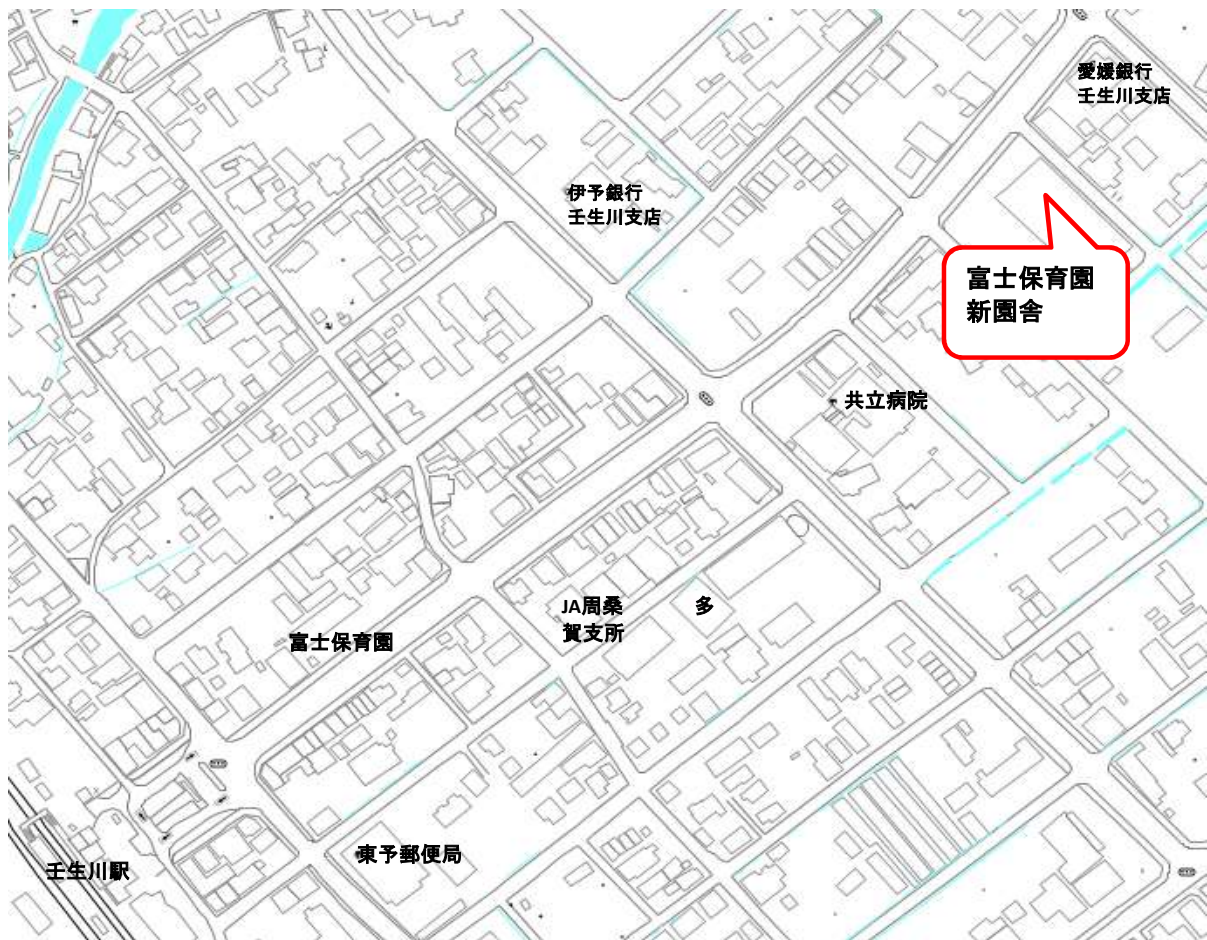 愛媛銀行
壬生川支店
伊予銀行
壬生川支店
富士保育園
新園舎
共立病院
JA周桑 多
賀支所
富士保育園
東予郵便局
壬生川駅